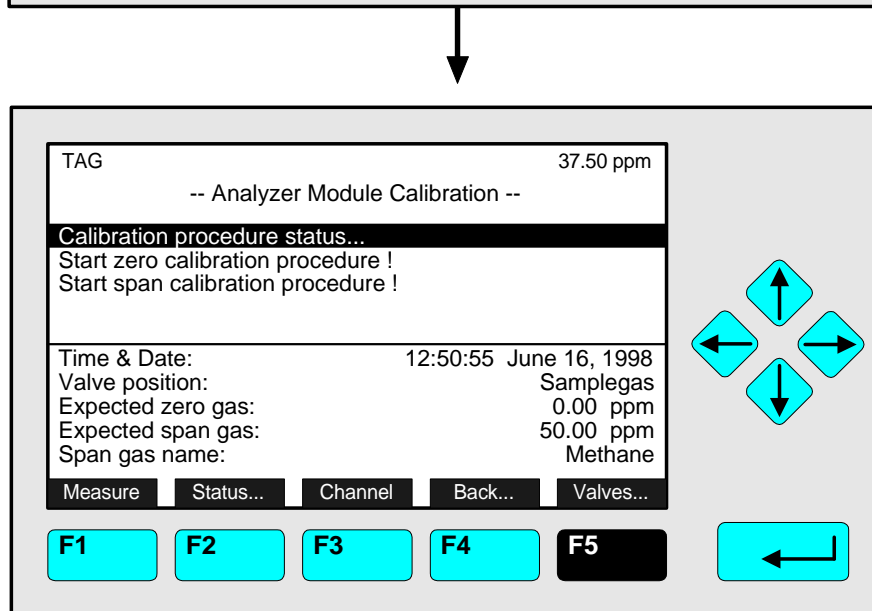 TAG 37.50 ppm
-- Analyzer Module Calibration --
Calibration procedure status...
Start zero calibration procedure !
Start span calibration procedure !
Time & Date: 12:50:55 June 16, 1998
Valve position: Samplegas
Expected zero gas: 0.00 ppm
Expected span gas: 50.00 ppm
Span gas name: Methane
Measure Status... Channel Back... Valves...
F1 F2 F3 F4 F5